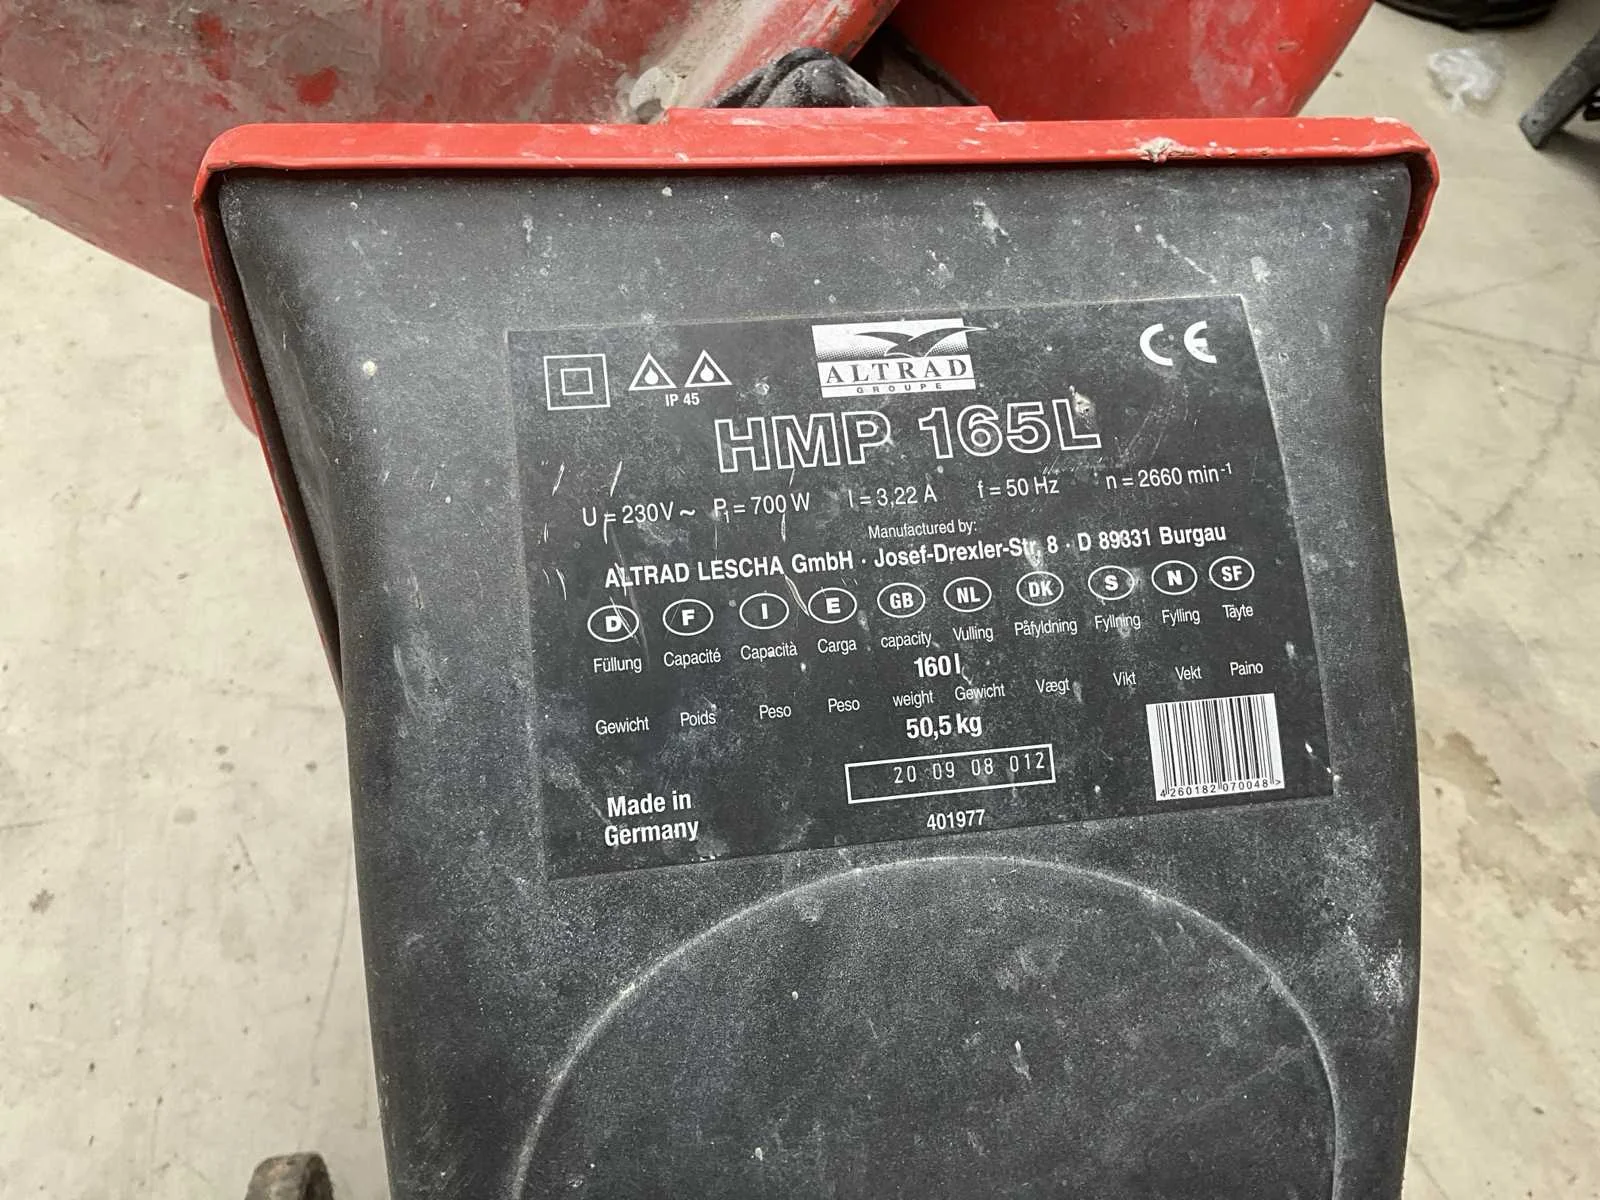 ALTRAD
GROUPE
CE
IP 45
HMP 165L
U = 230V ~ P1 = 700 W I = 3,22 A f = 50 Hz n = 2660 min-1
Manufactured by:
ALTRAD LESCHA GmbH · Josef-Drexler-Str. 8 · D 89331 Burgau
D F I E GB NL DK S N SF
Füllung Capacité Capacità Carga capacity Vulling Påfyldning Fyllning Fylling Täyte
160 l
Gewicht Poids Peso Peso weight Gewicht Vægt Vikt Vekt Paino
50,5 kg
20 09 08 012
Made in
Germany
401977
4 260182 070048 >